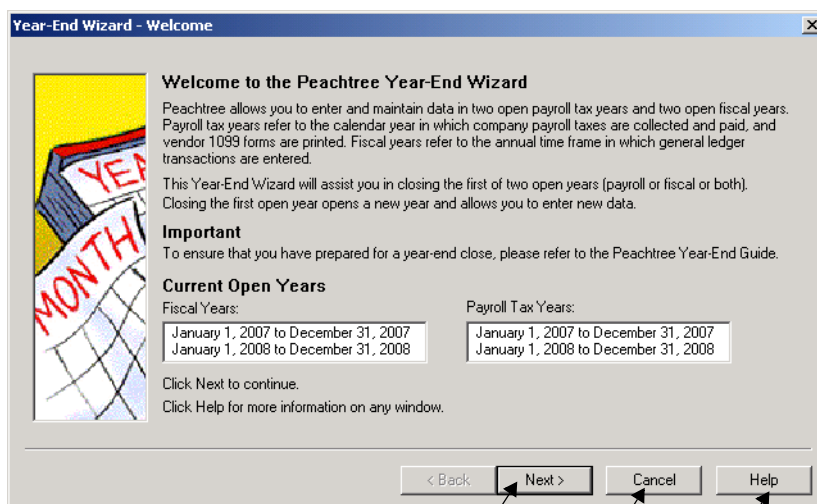 Year-End Wizard - Welcome
Welcome to the Peachtree Year-End Wizard
Peachtree allows you to enter and maintain data in two open payroll tax years and two open fiscal years.
Payroll tax years refer to the calendar year in which company payroll taxes are collected and paid, and
vendor 1099 forms are printed. Fiscal years refer to the annual time frame in which general ledger
transactions are entered.
This Year-End Wizard will assist you in closing the first of two open years (payroll or fiscal or both).
Closing the first open year opens a new year and allows you to enter new data.
Important
To ensure that you have prepared for a year-end close, please refer to the Peachtree Year-End Guide.
Current Open Years
Fiscal Years: Payroll Tax Years:
January 1, 2007 to December 31, 2007 January 1, 2007 to December 31, 2007
January 1, 2008 to December 31, 2008 January 1, 2008 to December 31, 2008
Click Next to continue.
Click Help for more information on any window.
< Back Next > Cancel Help
YEA
MONTH